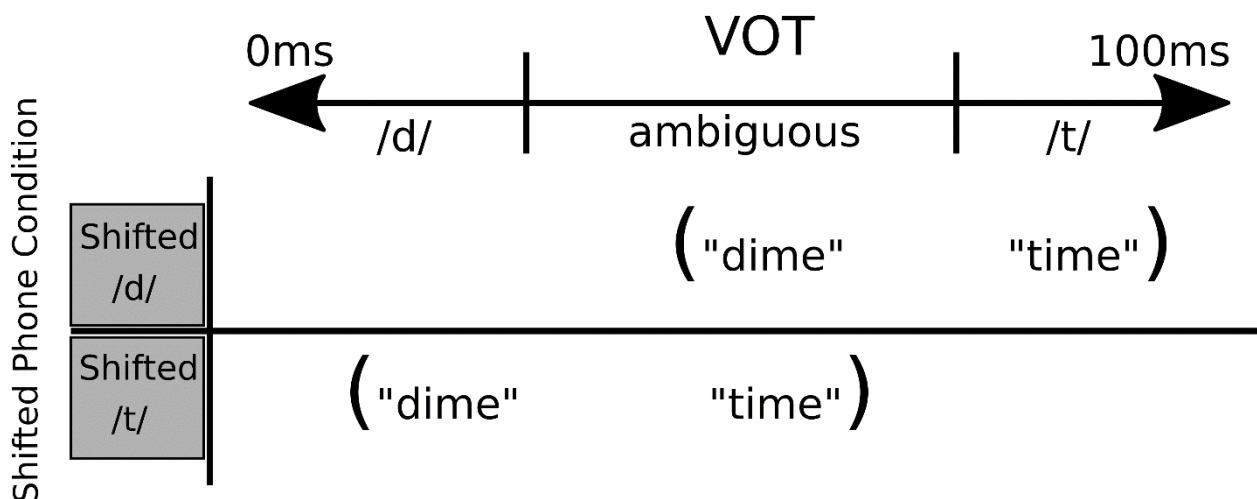 VOT
0ms
100ms
/d/
ambiguous
/t/
Shifted Phone Condition
Shifted
/d/
("dime" "time")
Shifted
/t/
("dime" "time")